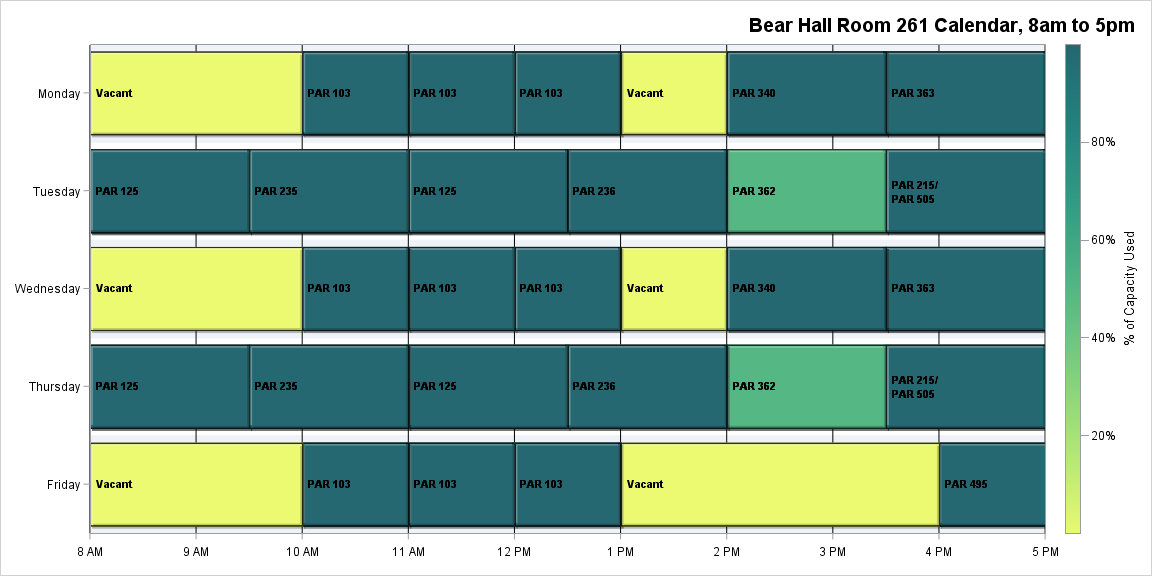 Bear Hall Room 261 Calendar, 8am to 5pm
Monday
Vacant
PAR 103
PAR 103
PAR 103
Vacant
PAR 340
PAR 363
Tuesday
PAR 125
PAR 235
PAR 125
PAR 236
PAR 362
PAR 215/
PAR 505
Wednesday
Vacant
PAR 103
PAR 103
PAR 103
Vacant
PAR 340
PAR 363
Thursday
PAR 125
PAR 235
PAR 125
PAR 236
PAR 362
PAR 215/
PAR 505
Friday
Vacant
PAR 103
PAR 103
PAR 103
Vacant
PAR 495
8 AM
9 AM
10 AM
11 AM
12 PM
1 PM
2 PM
3 PM
4 PM
5 PM
80%
60%
40%
20%
% of Capacity Used